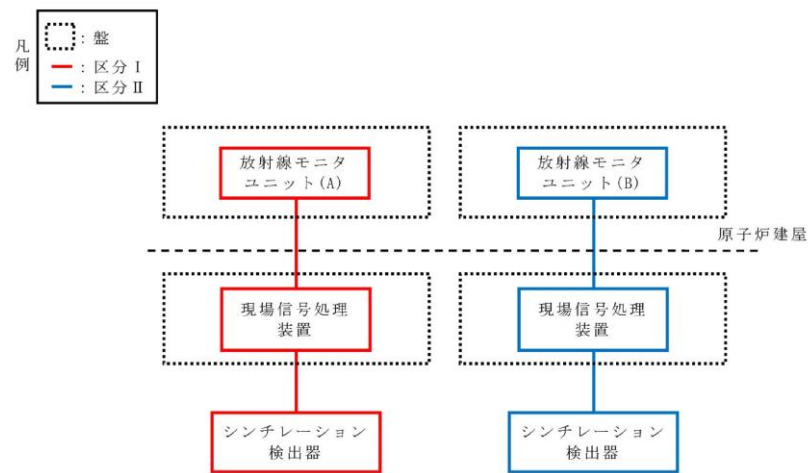 凡例
: 盤
: 区分Ⅰ
: 区分Ⅱ
放射線モニタ
ユニット(A)
放射線モニタ
ユニット(B)
原子炉建屋
現場信号処理
装置
現場信号処理
装置
シンチレーション
検出器
シンチレーション
検出器